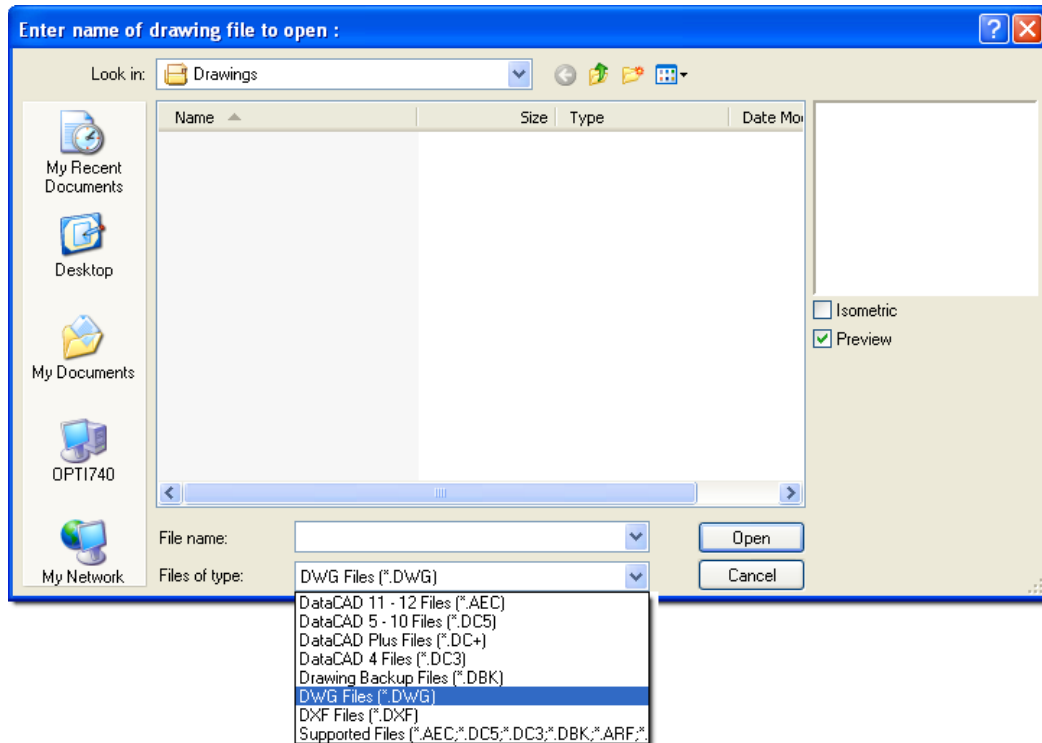 Enter name of drawing file to open :
Look in: Drawings
Name Size Type Date Mo
My Recent
Documents
Desktop
My Documents
OPTI740
My Network
Isometric
Preview
File name: Open
Files of type: DWG Files (*.DWG) Cancel
DataCAD 11 - 12 Files (*.AEC)
DataCAD 5 - 10 Files (*.DC5)
DataCAD Plus Files (*.DC+)
DataCAD 4 Files (*.DC3)
Drawing Backup Files (*.DBK)
DWG Files (*.DWG)
DXF Files (*.DXF)
Supported Files (*.AEC;*.DC5;*.DC3;*.DBK;*.ARF;*.